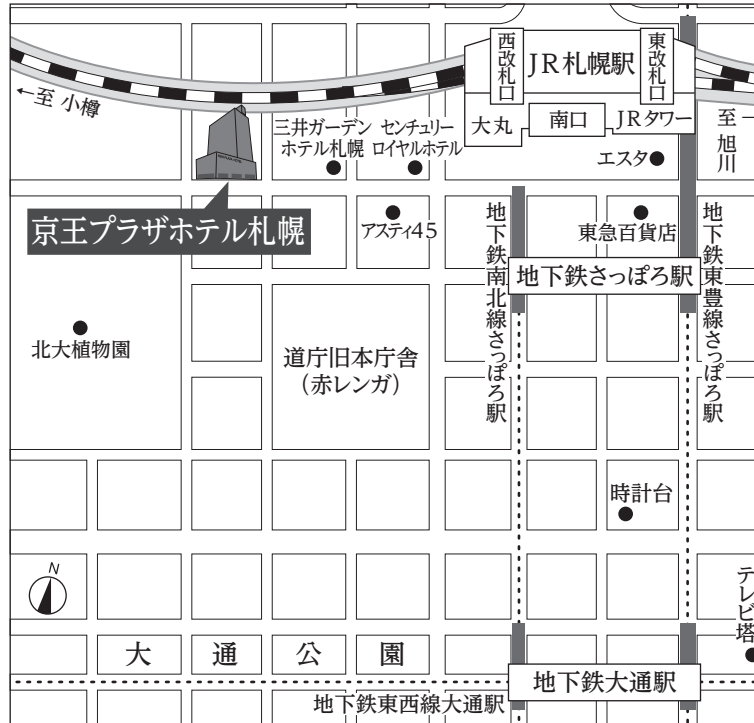 西改札口
JR札幌駅
東改札口
←至 小樽
大丸
南口
JRタワー
至→
旭川
三井ガーデン
ホテル札幌
センチュリー
ロイヤルホテル
エスタ
京王プラザホテル札幌
アスティ45
東急百貨店
地下鉄南北線さっぽろ駅
地下鉄さっぽろ駅
地下鉄東豊線さっぽろ駅
北大植物園
道庁旧本庁舎
(赤レンガ)
時計台
N
テレビ塔
大通公園
地下鉄大通駅
地下鉄東西線大通駅